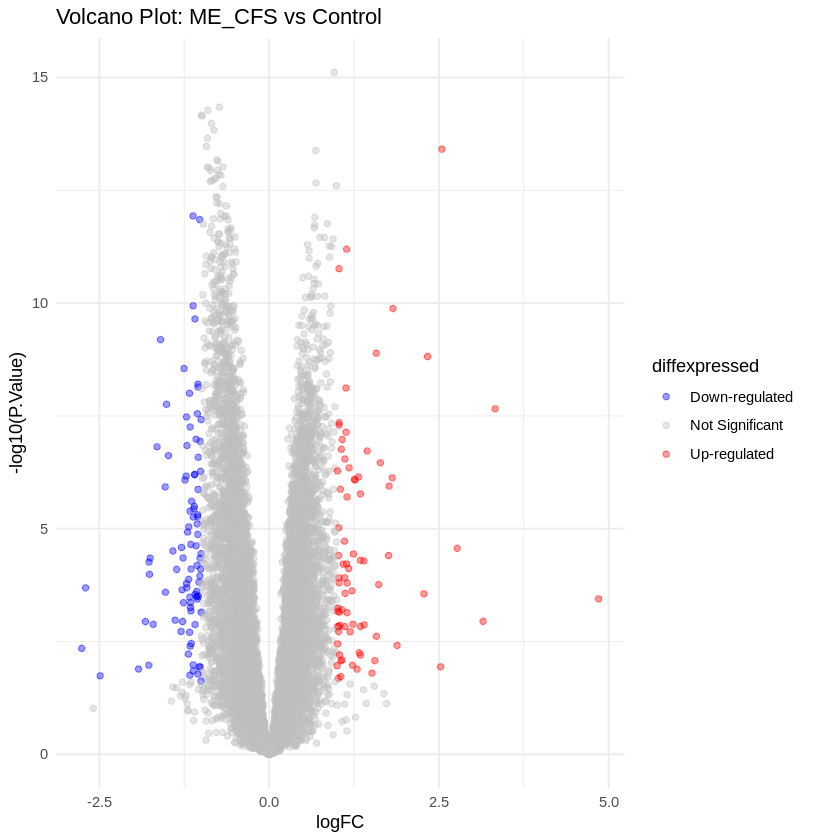 Volcano Plot: ME_CFS vs Control
15
10
5
0
-log10(P.Value)
-2.5
0.0
2.5
5.0
logFC
diffexpressed
Down-regulated
Not Significant
Up-regulated